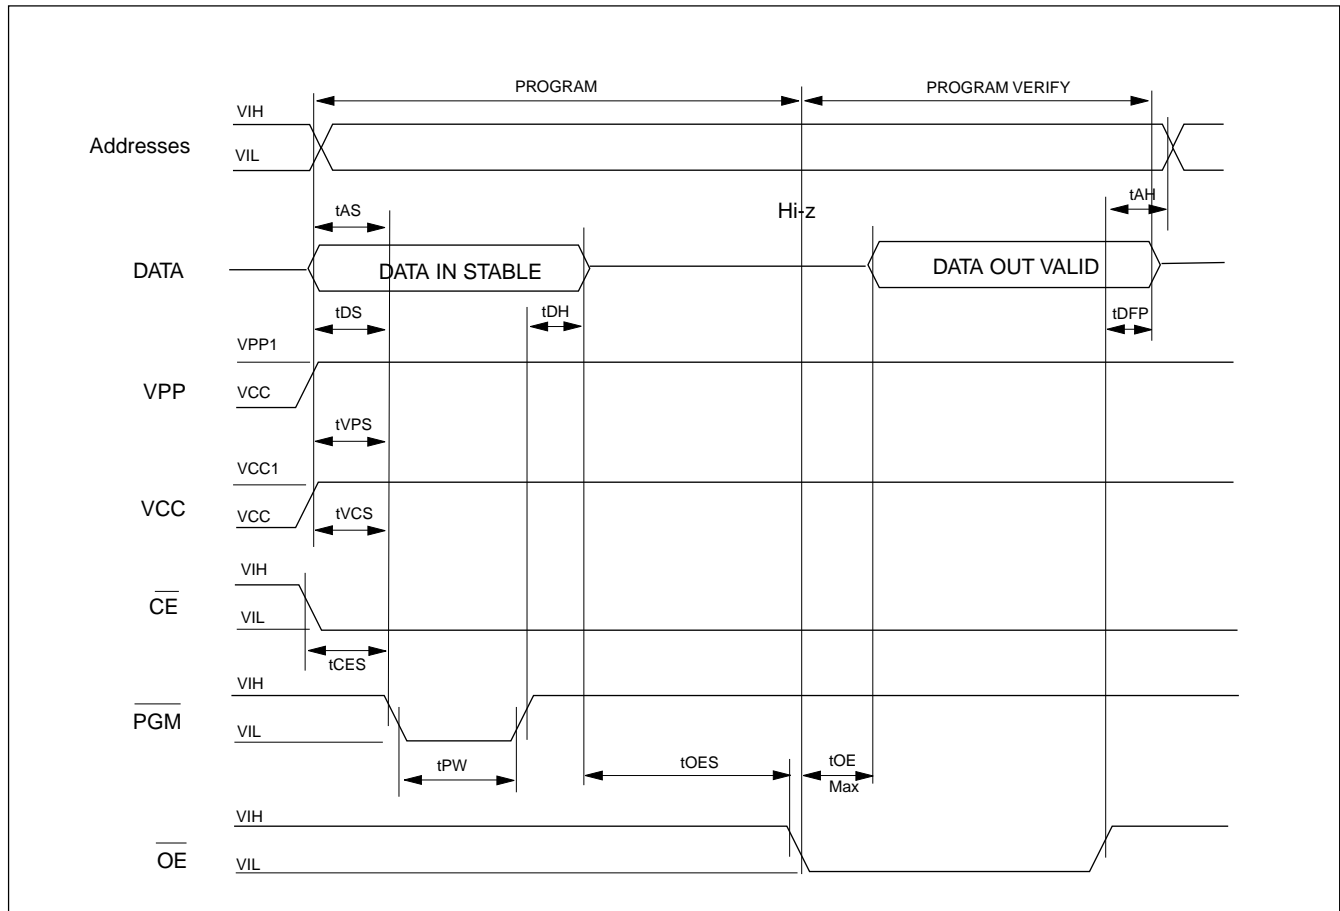 PROGRAM PROGRAM VERIFY
VIH
Addresses
VIL
tAS Hi-z tAH
DATA DATA IN STABLE DATA OUT VALID
tDS tDH tDFP
VPP1
VPP
VCC
tVPS
VCC1
VCC
VCC tVCS
VIH
CE
VIL
tCES
VIH
PGM
VIL
tPW tOES tOE
Max
VIH
OE
VIL